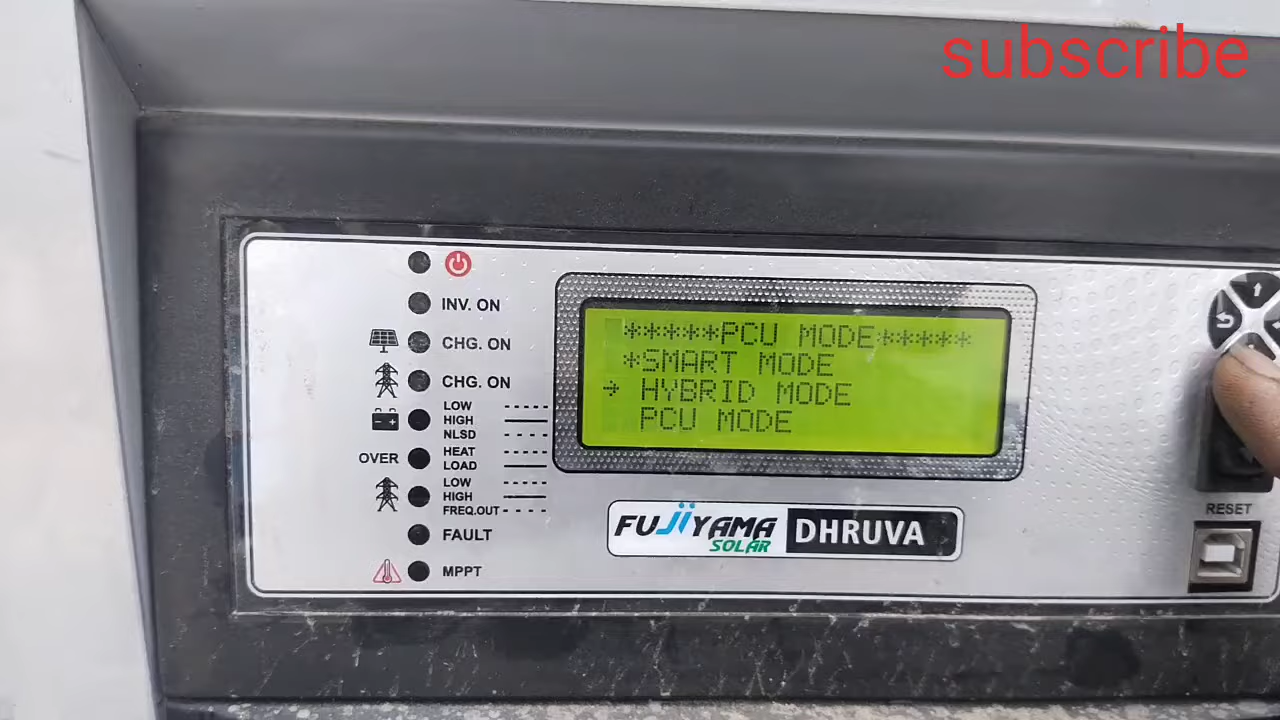 subscribe
INV. ON
CHG. ON
CHG. ON
LOW
HIGH
NLSD
OVER
HEAT
LOAD
LOW
HIGH
FREQ.OUT
FAULT
MPPT
*****PCU MODE*****
*SMART MODE
→ HYBRID MODE
PCU MODE
FUJIYAMA
SOLAR
DHRUVA
RESET